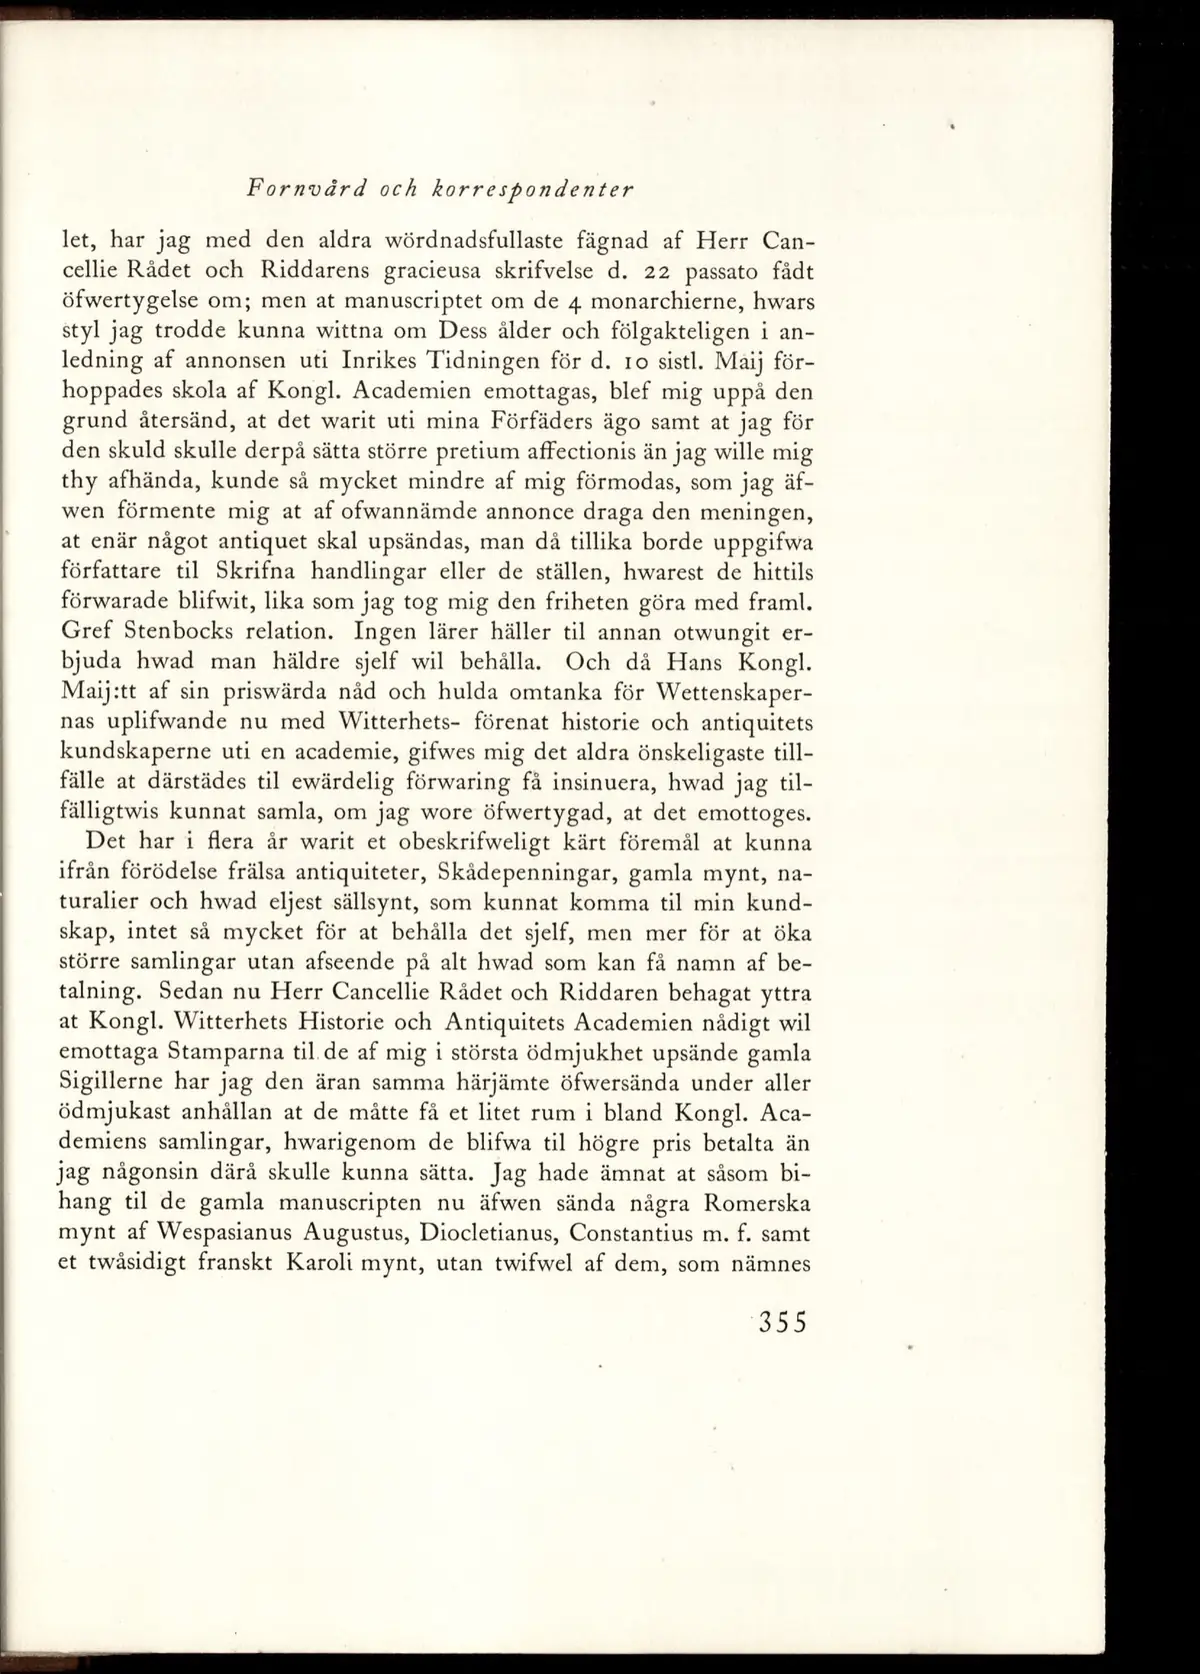 Fornvård och korrespondenter
let, har jag med den aldra wördnadsfullaste fägnad af Herr Can-
cellie Rådet och Riddarens gracieusa skrifvelse d. 22 passato fådt
öfwertygelse om; men at manuscriptet om de 4 monarchierne, hwars
styl jag trodde kunna wittna om Dess ålder och fölgakteligen i an-
ledning af annonsen uti Inrikes Tidningen för d. 10 sistl. Maij för-
hoppades skola af Kongl. Academien emottagas, blef mig uppå den
grund återsänd, at det warit uti mina Förfäders ägo samt at jag för
den skuld skulle derpå sätta större pretium affectionis än jag wille mig
thy afhända, kunde så mycket mindre af mig förmodas, som jag äf-
wen förmente mig at af ofwannämde annonce draga den meningen,
at enär något antiquet skal upsändas, man då tillika borde uppgifwa
författare til Skrifna handlingar eller de ställen, hwarest de hittils
förwarade blifwit, lika som jag tog mig den friheten göra med framl.
Gref Stenbocks relation. Ingen lärer häller til annan otwungit er-
bjuda hwad man häldre sjelf wil behålla. Och då Hans Kongl.
Maij:tt af sin priswärda nåd och hulda omtanka för Wettenskaper-
nas uplifwande nu med Witterhets- förenat historie och antiquitets
kundskaperne uti en academie, gifwes mig det aldra önskeligaste till-
fälle at därstädes til ewärdelig förwaring få insinuera, hwad jag til-
fälligtwis kunnat samla, om jag wore öfwertygad, at det emottoges.
Det har i flera år warit et obeskrifweligt kärt föremål at kunna
ifrån förödelse frälsa antiquiteter, Skådepenningar, gamla mynt, na-
turalier och hwad eljest sällsynt, som kunnat komma til min kund-
skap, intet så mycket för at behålla det sjelf, men mer för at öka
större samlingar utan afseende på alt hwad som kan få namn af be-
talning. Sedan nu Herr Cancellie Rådet och Riddaren behagat yttra
at Kongl. Witterhets Historie och Antiquitets Academien nådigt wil
emottaga Stamparna til de af mig i största ödmjukhet upsände gamla
Sigillerne har jag den äran samma härjämte öfwersända under aller
ödmjukast anhållan at de måtte få et litet rum i bland Kongl. Aca-
demiens samlingar, hwarigenom de blifwa til högre pris betalta än
jag någonsin därå skulle kunna sätta. Jag hade ämnat at såsom bi-
hang til de gamla manuscripten nu äfwen sända några Romerska
mynt af Wespasianus Augustus, Diocletianus, Constantius m. f. samt
et twåsidigt franskt Karoli mynt, utan twifwel af dem, som nämnes
355